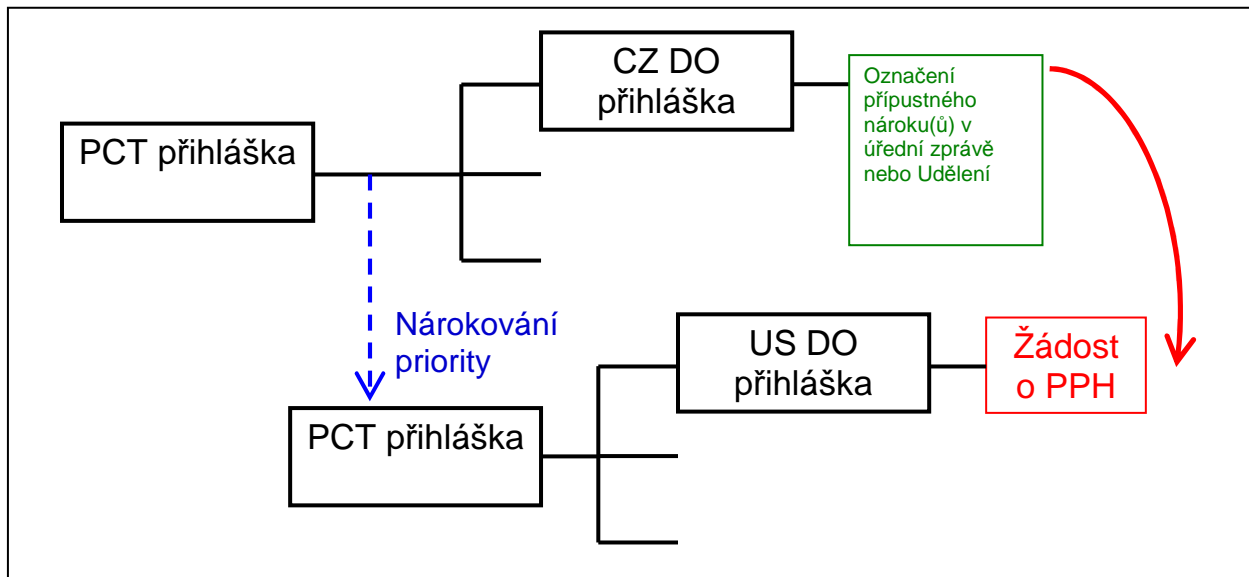 PCT přihláška
CZ DO
přihláška
Označení
přípustného
nároku(ů) v
úřední zprávě
nebo Udělení
Nárokování
priority
PCT přihláška
US DO
přihláška
Žádost
o PPH